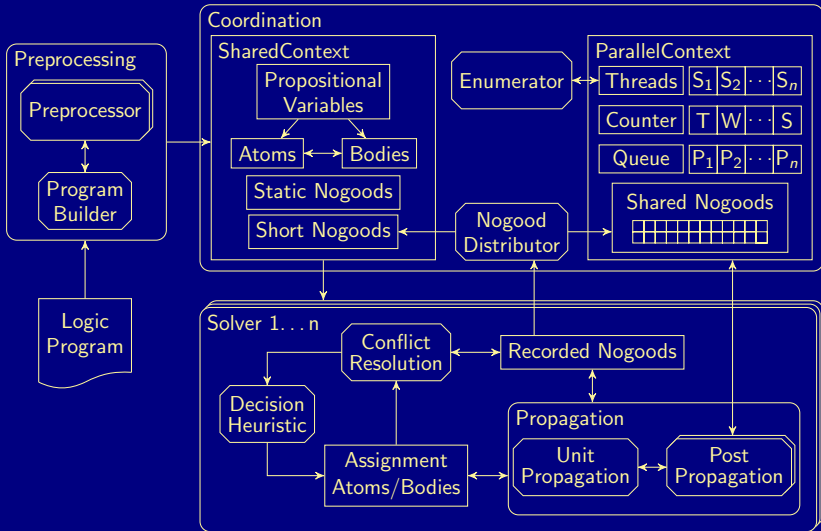 Coordination
Preprocessing
Preprocessor
Program
Builder
Logic
Program
SharedContext
Propositional
Variables
Atoms
Bodies
Static Nogoods
Short Nogoods
Enumerator
Nogood
Distributor
ParallelContext
Threads S1 S2 ... Sn
Counter T W ... S
Queue P1 P2 ... Pn
Shared Nogoods
Solver 1...n
Conflict
Resolution
Recorded Nogoods
Decision
Heuristic
Assignment
Atoms/Bodies
Propagation
Unit
Propagation
Post
Propagation